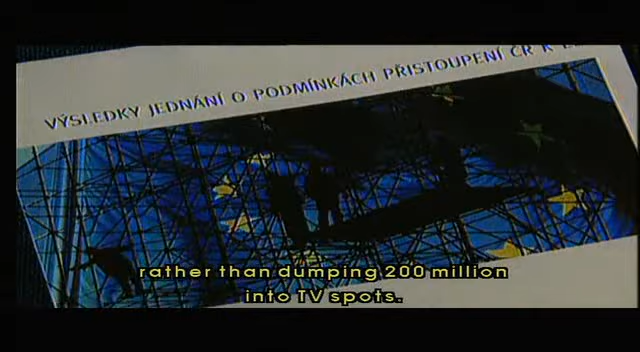 VÝSLEDKY JEDNÁNÍ O PODMÍNKÁCH PŘISTOUPENÍ ČR K
rather than dumping 200 million
into TV spots.